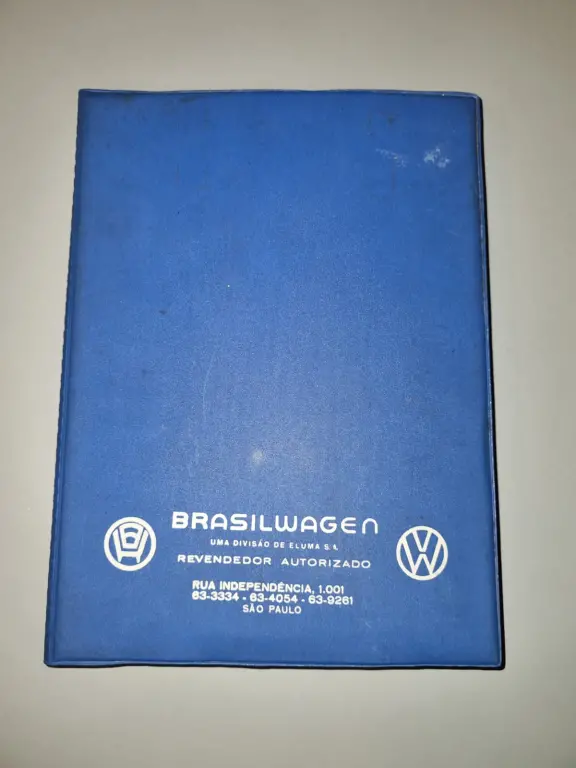 BRASILWAGEN
UMA DIVISÃO DE ELUMA S.A.
REVENDEDOR AUTORIZADO
RUA INDEPENDÊNCIA, 1.001
63-3334 - 63-4054 - 63-9261
SÃO PAULO